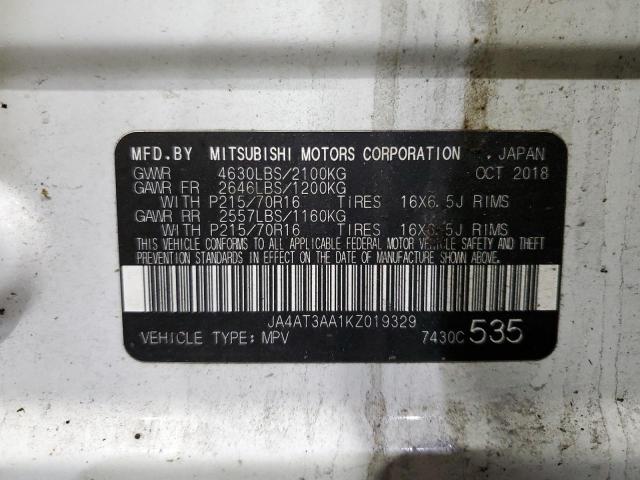 MFD.BY MITSUBISHI MOTORS CORPORATION , JAPAN
GVWR 4630LBS/2100KG OCT 2018
GAWR FR 2646LBS/1200KG
WITH P215/70R16 TIRES 16X6.5J RIMS
GAWR RR 2557LBS/1160KG
WITH P215/70R16 TIRES 16X6.5J RIMS
THIS VEHICLE CONFORMS TO ALL APPLICABLE FEDERAL MOTOR VEHICLE SAFETY AND THEFT
PREVENTION STANDARDS IN EFFECT ON THE DATE OF MANUFACTURE SHOWN ABOVE.
JA4AT3AA1KZ019329
VEHICLE TYPE: MPV 7430C 535